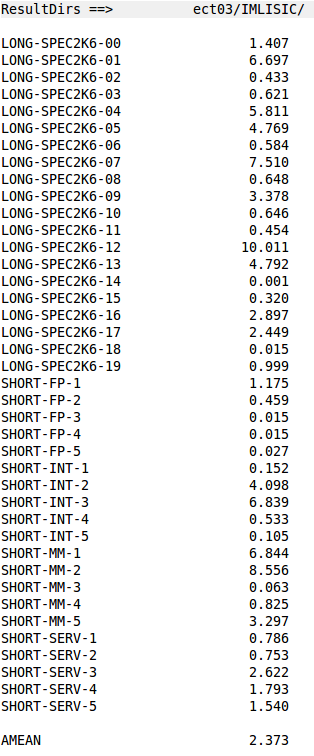 ResultDirs ==> ect03/IMLISIC/
LONG-SPEC2K6-00 1.407
LONG-SPEC2K6-01 6.697
LONG-SPEC2K6-02 0.433
LONG-SPEC2K6-03 0.621
LONG-SPEC2K6-04 5.811
LONG-SPEC2K6-05 4.769
LONG-SPEC2K6-06 0.584
LONG-SPEC2K6-07 7.510
LONG-SPEC2K6-08 0.648
LONG-SPEC2K6-09 3.378
LONG-SPEC2K6-10 0.646
LONG-SPEC2K6-11 0.454
LONG-SPEC2K6-12 10.011
LONG-SPEC2K6-13 4.792
LONG-SPEC2K6-14 0.001
LONG-SPEC2K6-15 0.320
LONG-SPEC2K6-16 2.897
LONG-SPEC2K6-17 2.449
LONG-SPEC2K6-18 0.015
LONG-SPEC2K6-19 0.999
SHORT-FP-1 1.175
SHORT-FP-2 0.459
SHORT-FP-3 0.015
SHORT-FP-4 0.015
SHORT-FP-5 0.027
SHORT-INT-1 0.152
SHORT-INT-2 4.098
SHORT-INT-3 6.839
SHORT-INT-4 0.533
SHORT-INT-5 0.105
SHORT-MM-1 6.844
SHORT-MM-2 8.556
SHORT-MM-3 0.063
SHORT-MM-4 0.825
SHORT-MM-5 3.297
SHORT-SERV-1 0.786
SHORT-SERV-2 0.753
SHORT-SERV-3 2.622
SHORT-SERV-4 1.793
SHORT-SERV-5 1.540
AMEAN 2.373